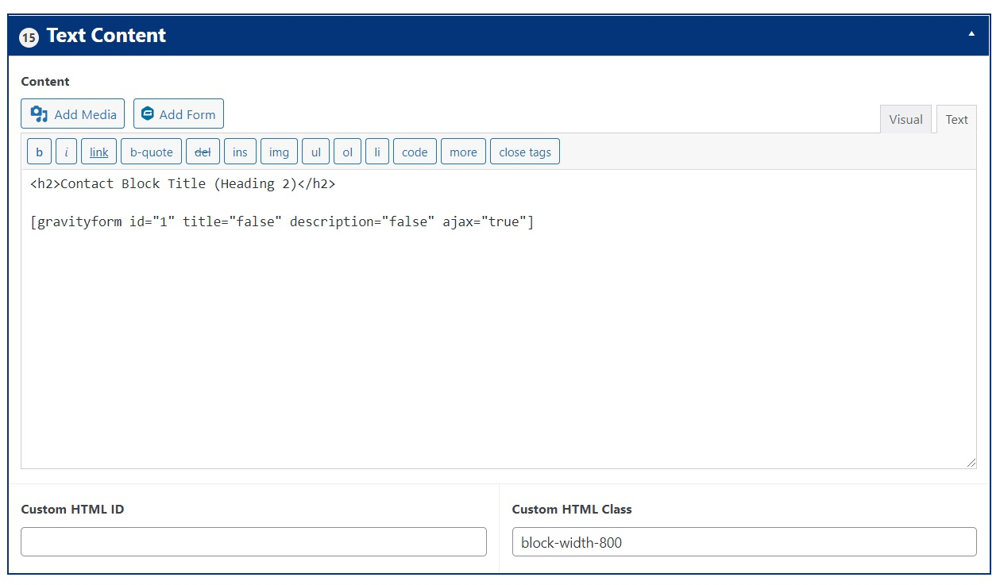 15 Text Content
Content
Add Media Add Form
Visual Text
b i link b-quote del ins img ul ol li code more close tags
<h2>Contact Block Title (Heading 2)</h2>
[gravityform id="1" title="false" description="false" ajax="true"]
Custom HTML ID Custom HTML Class
block-width-800